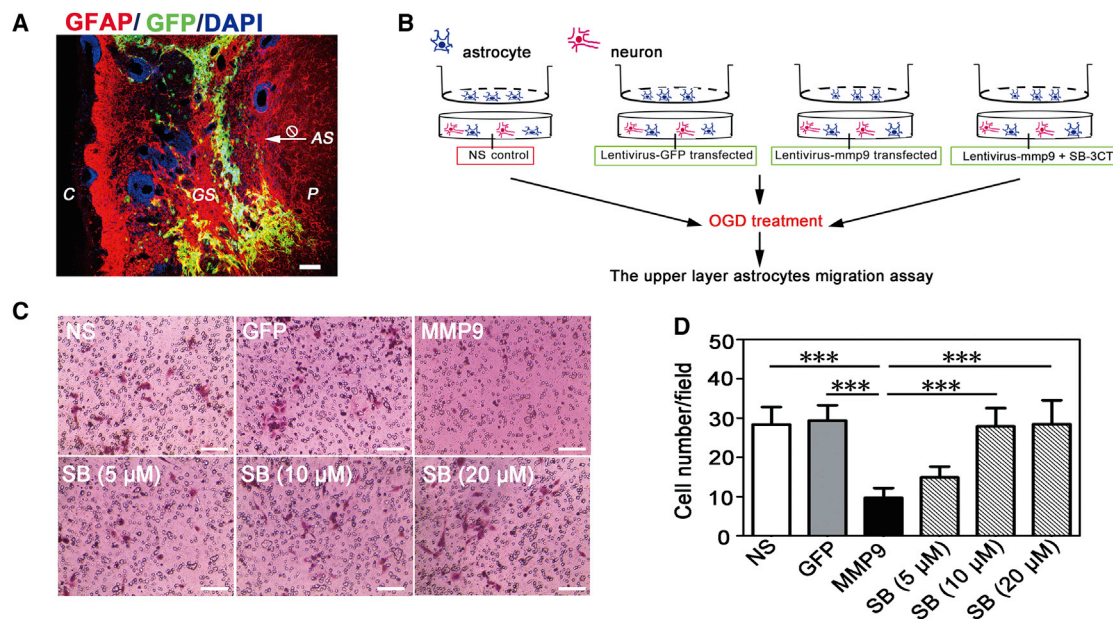 A
GFAP/ GFP/DAPI
C
GS
AS
P
B
astrocyte
neuron
NS control
Lentivirus-GFP transfected
Lentivirus-mmp9 transfected
Lentivirus-mmp9 + SB-3CT
OGD treatment
The upper layer astrocytes migration assay
C
NS
GFP
MMP9
SB (5 µM)
SB (10 µM)
SB (20 µM)
D
Cell number/field
50
40
30
20
10
0
***
***
***
***
NS
GFP
MMP9
SB (5 µM)
SB (10 µM)
SB (20 µM)